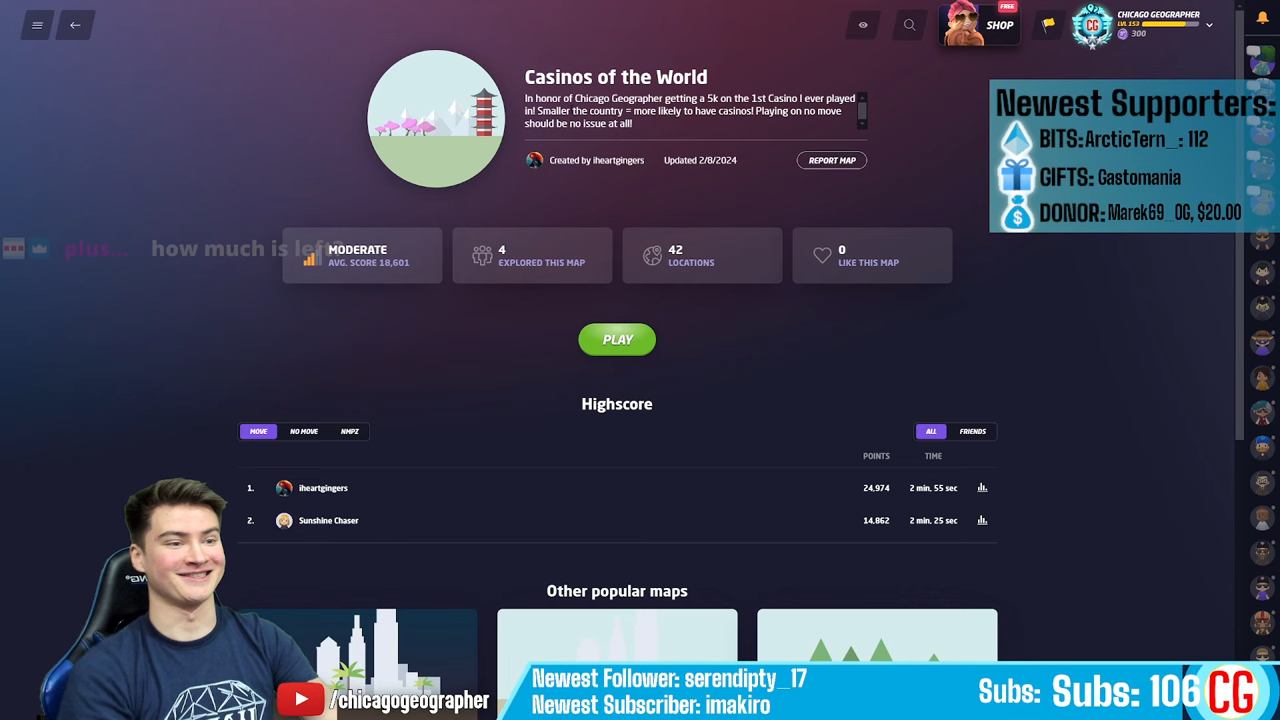 FREE
SHOP
CHICAGO GEOGRAPHER
LVL 153
300
Casinos of the World
In honor of Chicago Geographer getting a 5k on the 1st Casino I ever played
in! Smaller the country = more likely to have casinos! Playing on no move
should be no issue at all!
Created by iheartgingers
Updated 2/8/2024
REPORT MAP
Newest Supporters:
BITS: ArcticTern_: 112
GIFTS: Castomania
DONOR: Marek69_OG, $20.00
plus... how much is left
MODERATE
AVG. SCORE 18,601
4
EXPLORED THIS MAP
42
LOCATIONS
0
LIKE THIS MAP
PLAY
Highscore
MOVE NO MOVE NMPZ
ALL FRIENDS
POINTS TIME
1. iheartgingers 24,974 2 min, 55 sec
2. Sunshine Chaser 14,862 2 min, 25 sec
Other popular maps
/chicagogeographer
Newest Follower: serendipty_17
Newest Subscriber: imakiro
Subs: Subs: 106
CG